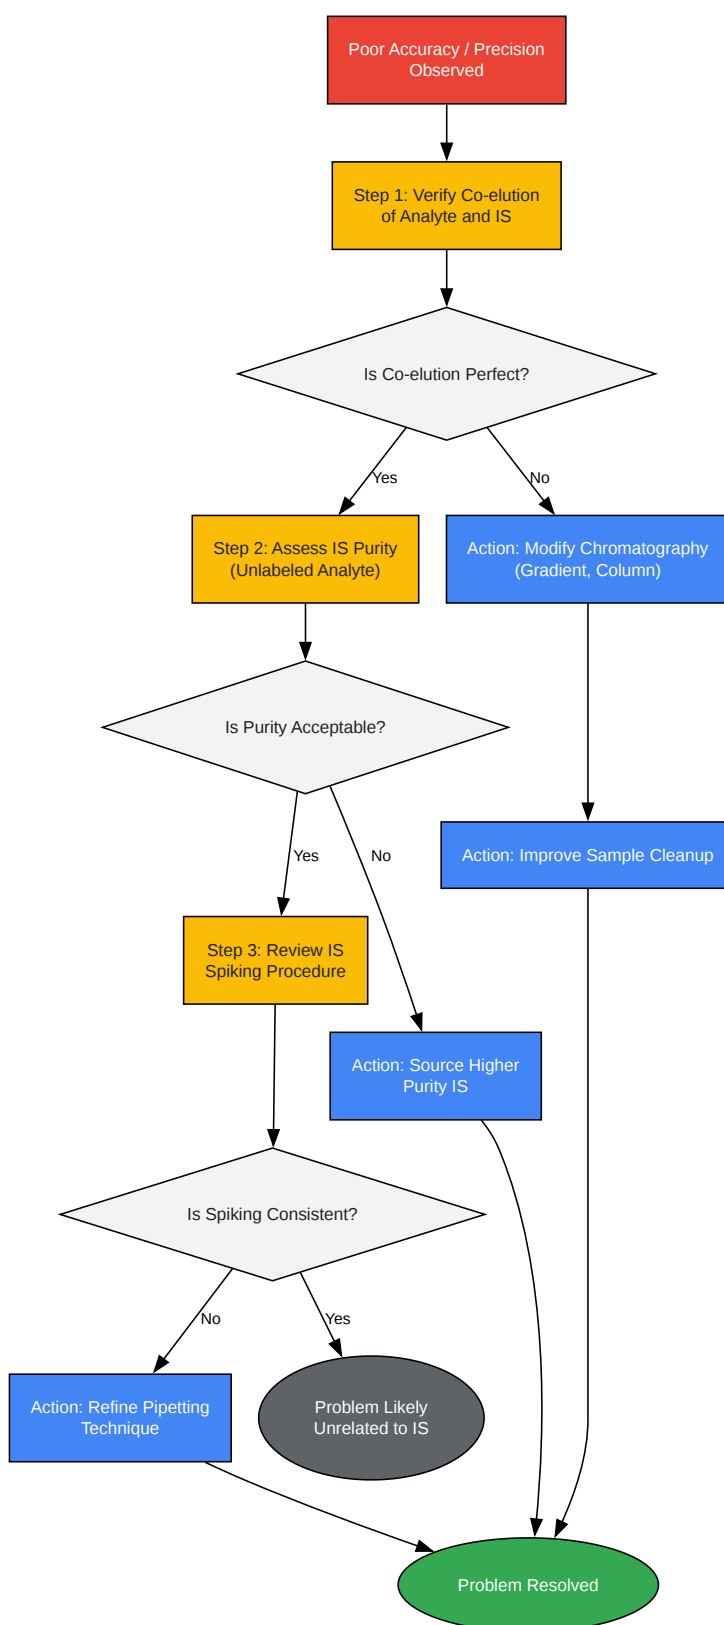 Poor Accuracy / Precision
Observed
Step 1: Verify Co-elution
of Analyte and IS
Is Co-elution Perfect?
Yes
No
Step 2: Assess IS Purity
(Unlabeled Analyte)
Action: Modify Chromatography
(Gradient, Column)
Is Purity Acceptable?
Yes
No
Action: Improve Sample Cleanup
Step 3: Review IS
Spiking Procedure
Action: Source Higher
Purity IS
Is Spiking Consistent?
No
Yes
Action: Refine Pipetting
Technique
Problem Likely
Unrelated to IS
Problem Resolved